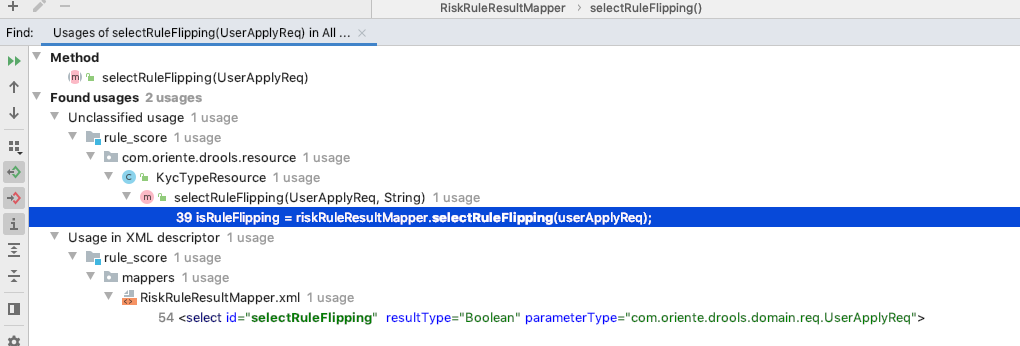 RiskRuleResultMapper › selectRuleFlipping()
Find: Usages of selectRuleFlipping(UserApplyReq) in All ... ×
Method
m selectRuleFlipping(UserApplyReq)
Found usages 2 usages
Unclassified usage 1 usage
rule_score 1 usage
com.oriente.drools.resource 1 usage
C KycTypeResource 1 usage
m selectRuleFlipping(UserApplyReq, String) 1 usage
39 isRuleFlipping = riskRuleResultMapper.selectRuleFlipping(userApplyReq);
Usage in XML descriptor 1 usage
rule_score 1 usage
mappers 1 usage
RiskRuleResultMapper.xml 1 usage
54 <select id="selectRuleFlipping" resultType="Boolean" parameterType="com.oriente.drools.domain.req.UserApplyReq">